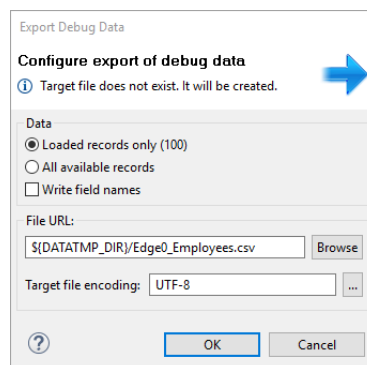 Export Debug Data
Configure export of debug data
Target file does not exist. It will be created.
Data
Loaded records only (100)
All available records
Write field names
File URL:
${DATATMP_DIR}/Edge0_Employees.csv
Browse
Target file encoding:
UTF-8
...
?
OK
Cancel